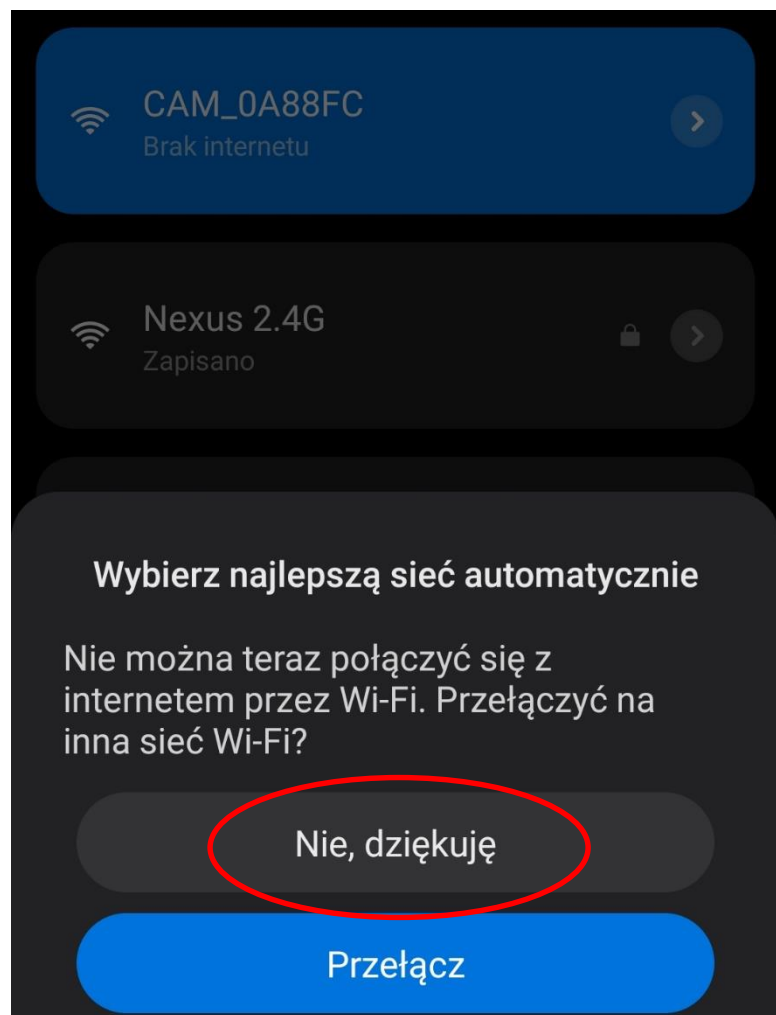 CAM_0A88FC
Brak internetu
Nexus 2.4G
Zapisano
Wybierz najlepszą sieć automatycznie
Nie można teraz połączyć się z
internetem przez Wi-Fi. Przełączyć na
inna sieć Wi-Fi?
Nie, dziękuję
Przełącz